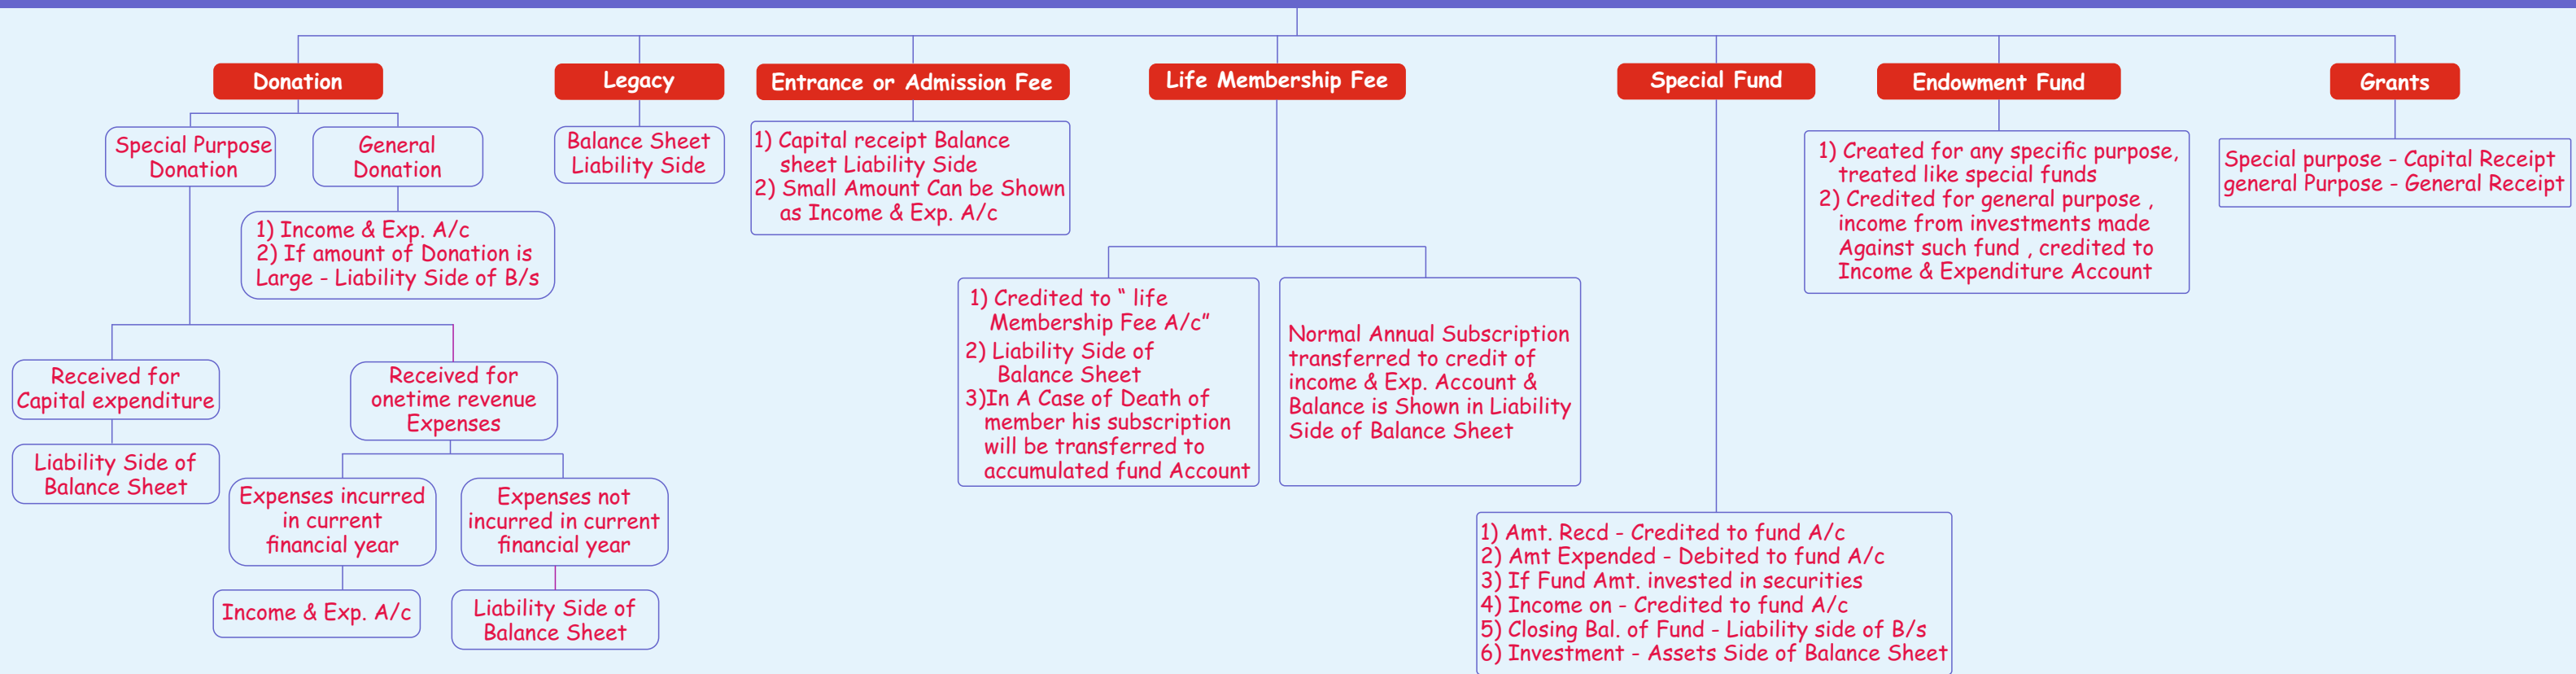 Donation
Legacy
Entrance or Admission Fee
Life Membership Fee
Special Fund
Endowment Fund
Grants
Special Purpose
Donation
General
Donation
1) Income & Exp. A/c
2) If amount of Donation is
Large - Liability Side of B/s
Received for
Capital expenditure
Liability Side of
Balance Sheet
Received for
onetime revenue
Expenses
Expenses incurred
in current
financial year
Income & Exp. A/c
Expenses not
incurred in current
financial year
Liability Side of
Balance Sheet
Balance Sheet
Liability Side
1) Capital receipt Balance
sheet Liability Side
2) Small Amount Can be Shown
as Income & Exp. A/c
1) Credited to “ life
Membership Fee A/c”
2) Liability Side of
Balance Sheet
3)In A Case of Death of
member his subscription
will be transferred to
accumulated fund Account
Normal Annual Subscription
transferred to credit of
income & Exp. Account &
Balance is Shown in Liability
Side of Balance Sheet
1) Amt. Recd - Credited to fund A/c
2) Amt Expended - Debited to fund A/c
3) If Fund Amt. invested in securities
4) Income on - Credited to fund A/c
5) Closing Bal. of Fund - Liability side of B/s
6) Investment - Assets Side of Balance Sheet
1) Created for any specific purpose,
treated like special funds
2) Credited for general purpose ,
income from investments made
Against such fund , credited to
Income & Expenditure Account
Special purpose - Capital Receipt
general Purpose - General Receipt